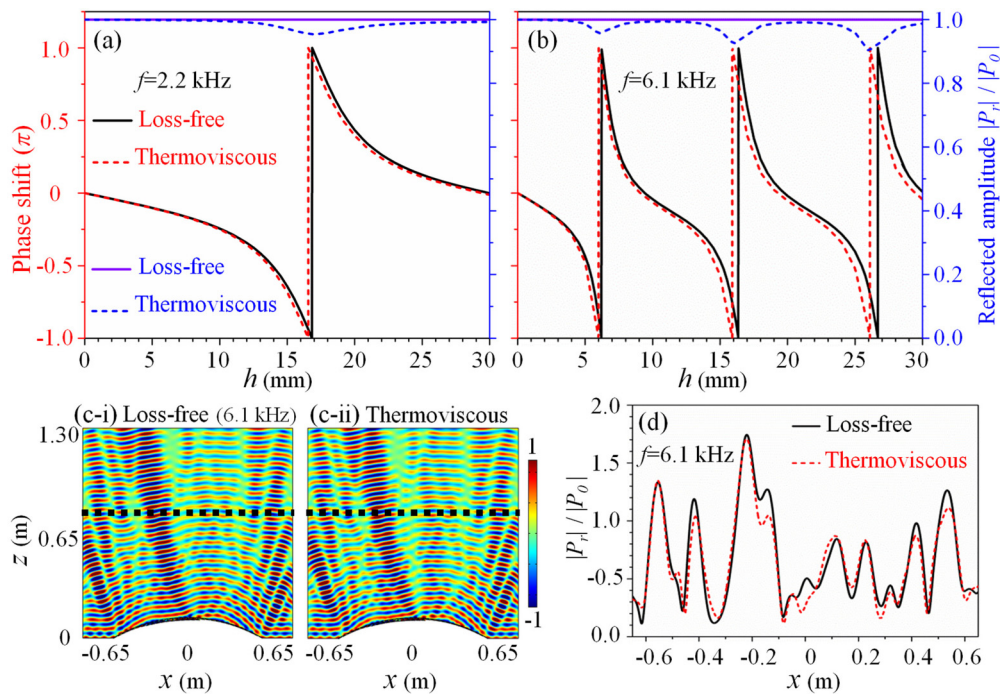 (a)
f=2.2 kHz
Loss-free
Thermoviscous
Loss-free
Thermoviscous
Phase shift (π)
1.0
0.5
0
-0.5
-1.0
0 5 10 15 20 25 30
h (mm)
(b)
f=6.1 kHz
1.0
0.8
0.6
0.4
0.2
0.0
Reflected amplitude |Pr| / |P0|
0 5 10 15 20 25 30
h (mm)
(c-i) Loss-free (6.1 kHz)
(c-ii) Thermoviscous
1.30
0.65
0
z (m)
-0.65 0 0.65
x (m)
-0.65 0 0.65
x (m)
1
-1
(d)
f=6.1 kHz
Loss-free
Thermoviscous
|Pr| / |P0|
2.0
1.5
1.0
-0.5
0.0
-0.6 -0.4 -0.2 0 0.2 0.4 0.6
x (m)